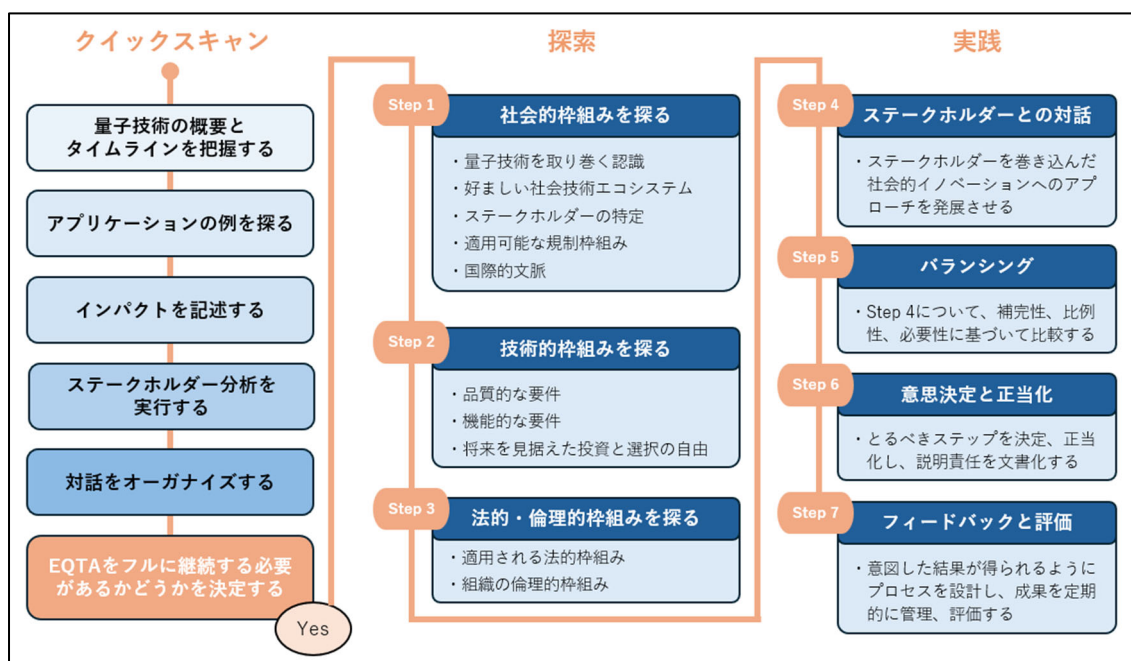 クイックスキャン
量子技術の概要と
タイムラインを把握する
アプリケーションの例を探る
インパクトを記述する
ステークホルダー分析を
実行する
対話をオーガナイズする
EQTAをフルに継続する必要
があるかどうかを決定する
Yes
探索
Step 1
社会的枠組みを探る
・量子技術を取り巻く認識
・好ましい社会技術エコシステム
・ステークホルダーの特定
・適用可能な規制枠組み
・国際的文脈
Step 2
技術的枠組みを探る
・品質的な要件
・機能的な要件
・将来を見据えた投資と選択の自由
Step 3
法的・倫理的枠組みを探る
・適用される法的枠組み
・組織の倫理的枠組み
実践
Step 4
ステークホルダーとの対話
・ステークホルダーを巻き込んだ
社会的イノベーションへのアプ
ローチを発展させる
Step 5
バランシング
・Step 4について、補完性、比例
性、必要性に基づいて比較する
Step 6
意思決定と正当化
・とるべきステップを決定、正当
化し、説明責任を文書化する
Step 7
フィードバックと評価
・意図した結果が得られるように
プロセスを設計し、成果を定期
的に管理、評価する